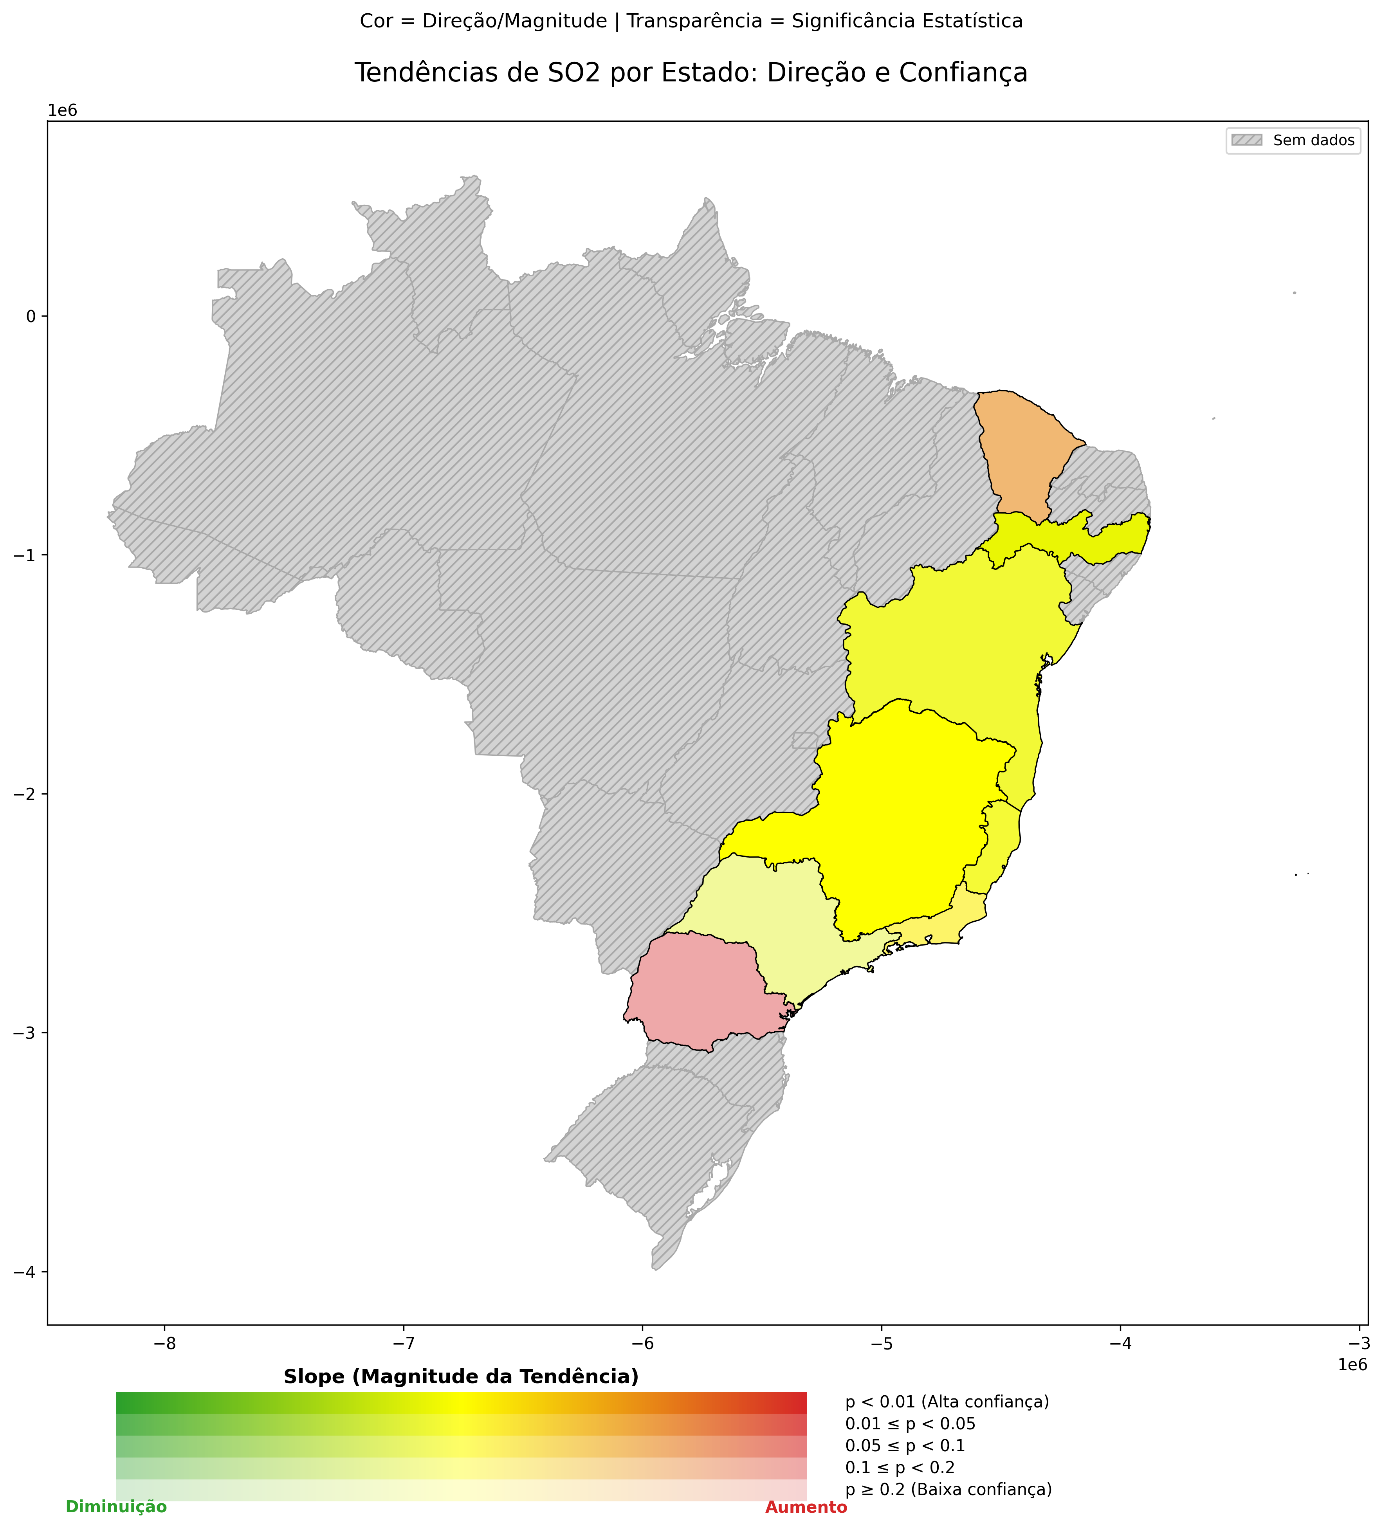 Cor = Direção/Magnitude | Transparência = Significância Estatística
Tendências de SO2 por Estado: Direção e Confiança
1e6
Sem dados
0
−1
−2
−3
−4
−8
−7
−6
−5
−4
−3
1e6
Slope (Magnitude da Tendência)
p < 0.01 (Alta confiança)
0.01 ≤ p < 0.05
0.05 ≤ p < 0.1
0.1 ≤ p < 0.2
p ≥ 0.2 (Baixa confiança)
Diminuição
Aumento